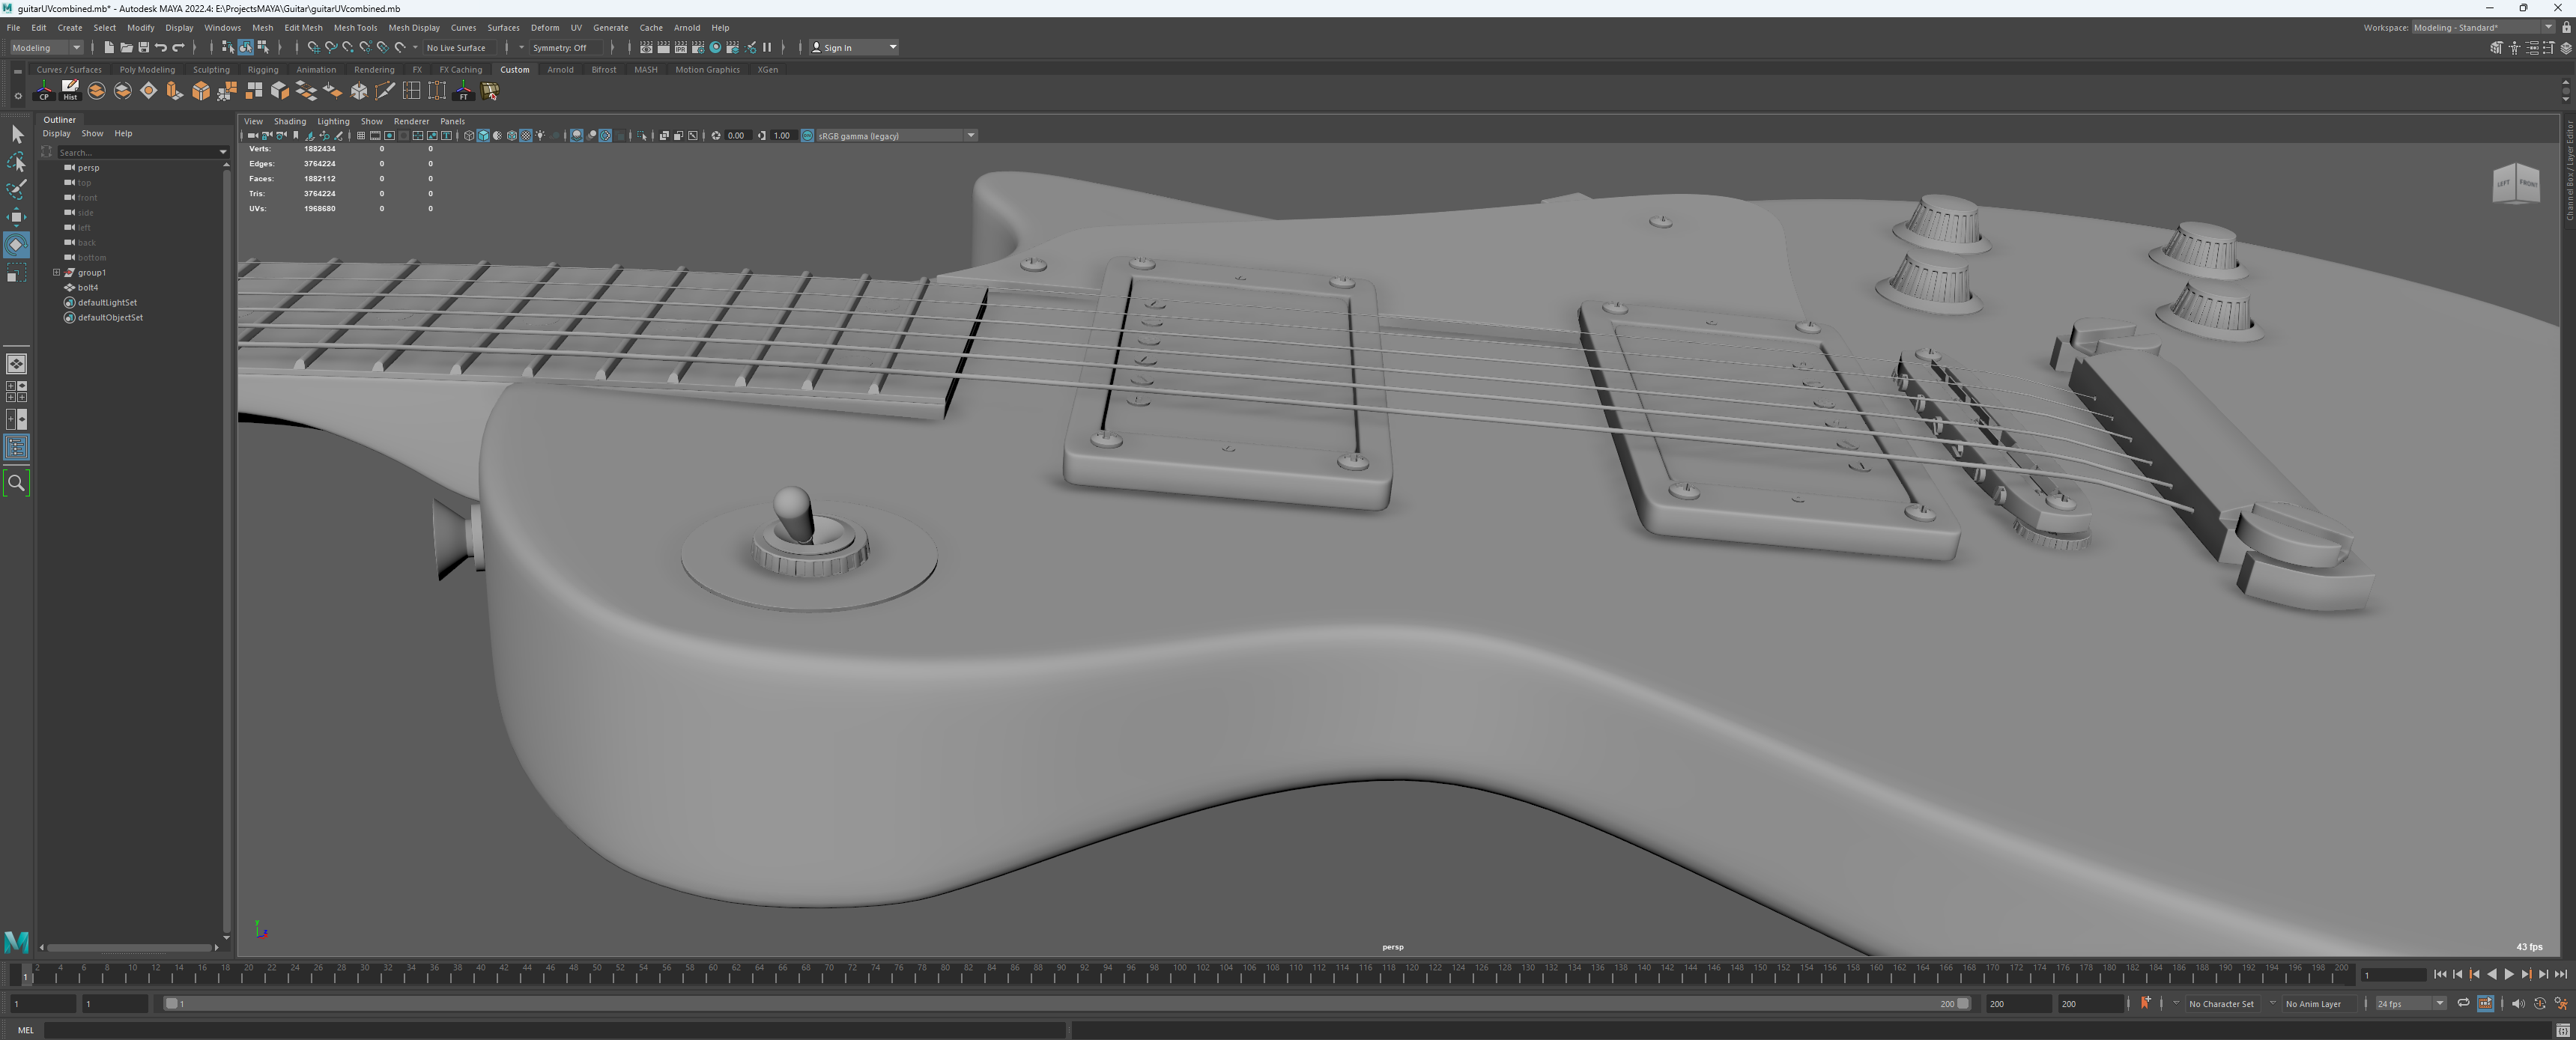 guitarUVcombined.mb* - Autodesk MAYA 2022.4: E:\ProjectsMAYA\Guitar\guitarUVcombined.mb
File Edit Create Select Modify Display Windows Mesh Edit Mesh Mesh Tools Mesh Display Curves Surfaces Deform UV Generate Cache Arnold Help
Workspace: Modeling - Standard*
Modeling No Live Surface Symmetry: Off Sign In
Curves / Surfaces Poly Modeling Sculpting Rigging Animation Rendering FX FX Caching Custom Arnold Bifrost MASH Motion Graphics XGen
CP Hist FT
Outliner
Display Show Help
Search...
persp
top
front
side
left
back
bottom
group1
bolt4
defaultLightSet
defaultObjectSet
View Shading Lighting Show Renderer Panels
0.00 1.00 sRGB gamma (legacy)
Verts: 1882434 0 0
Edges: 3764224 0 0
Faces: 1882112 0 0
Tris: 3764224 0 0
UVs: 1968680 0 0
LEFT FRONT
Channel Box / Layer Editor
persp
43 fps
1 2 4 6 8 10 12 14 16 18 20 22 24 26 28 30 32 34 36 38 40 42 44 46 48 50 52 54 56 58 60 62 64 66 68 70 72 74 76 78 80 82 84 86 88 90 92 94 96 98 100 102 104 106 108 110 112 114 116 118 120 122 124 126 128 130 132 134 136 138 140 142 144 146 148 150 152 154 156 158 160 162 164 166 168 170 172 174 176 178 180 182 184 186 188 190 192 194 196 198 200 1
1 1 1 200 200 200 No Character Set No Anim Layer 24 fps
MEL